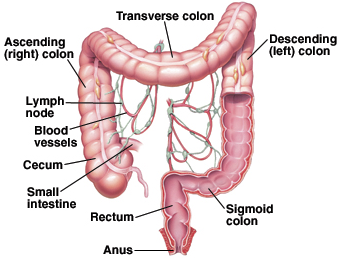 Transverse colon
Ascending
(right) colon
Descending
(left) colon
Lymph
node
Blood
vessels
Cecum
Small
intestine
Rectum
Sigmoid
colon
Anus